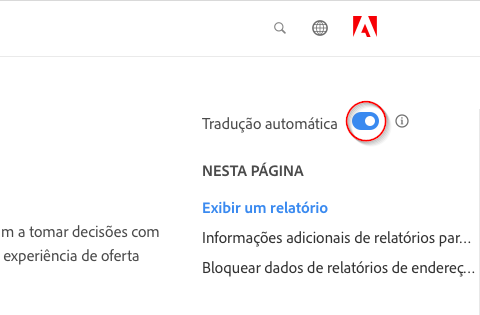 Tradução automática
NESTA PÁGINA
Exibir um relatório
m a tomar decisões com
Informações adicionais de relatórios par...
experiência de oferta
Bloquear dados de relatórios de endereç...